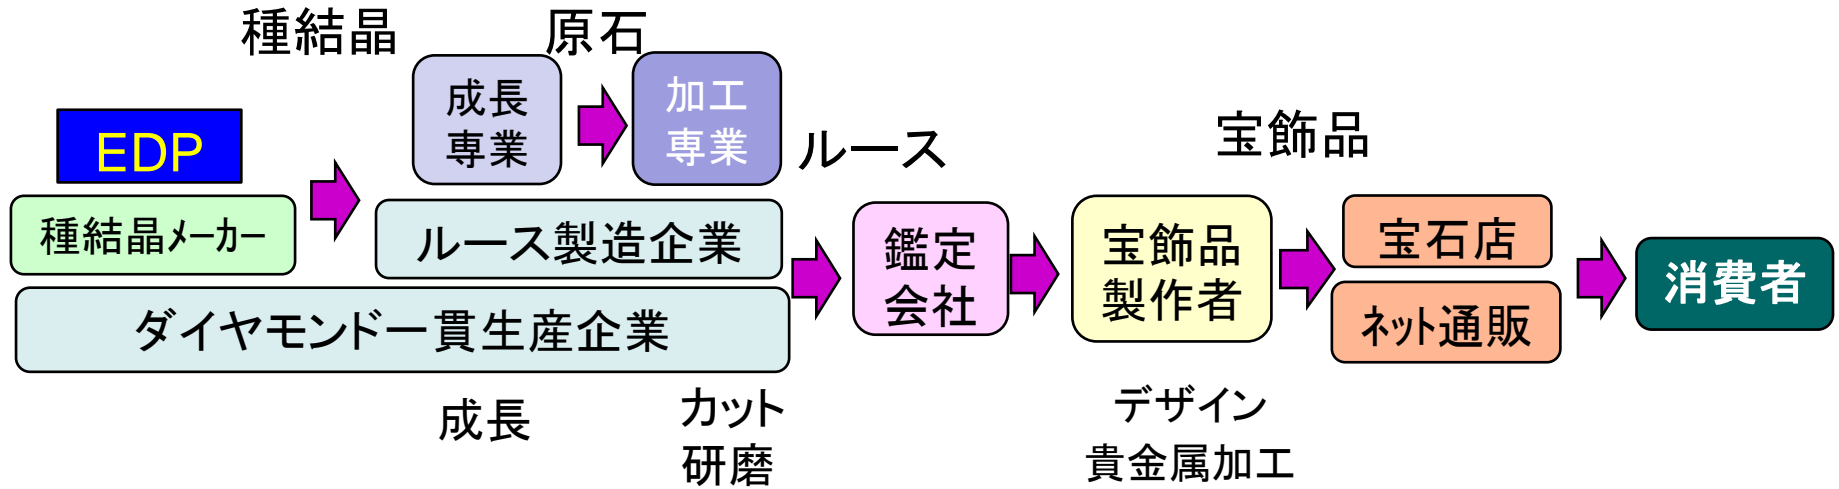 種結晶
原石
成長
専業
加工
専業
EDP
種結晶メーカー
ルース製造企業
ダイヤモンド一貫生産企業
成長
カット
研磨
ルース
鑑定
会社
宝飾品
製作者
デザイン
貴金属加工
宝飾品
宝石店
ネット通販
消費者